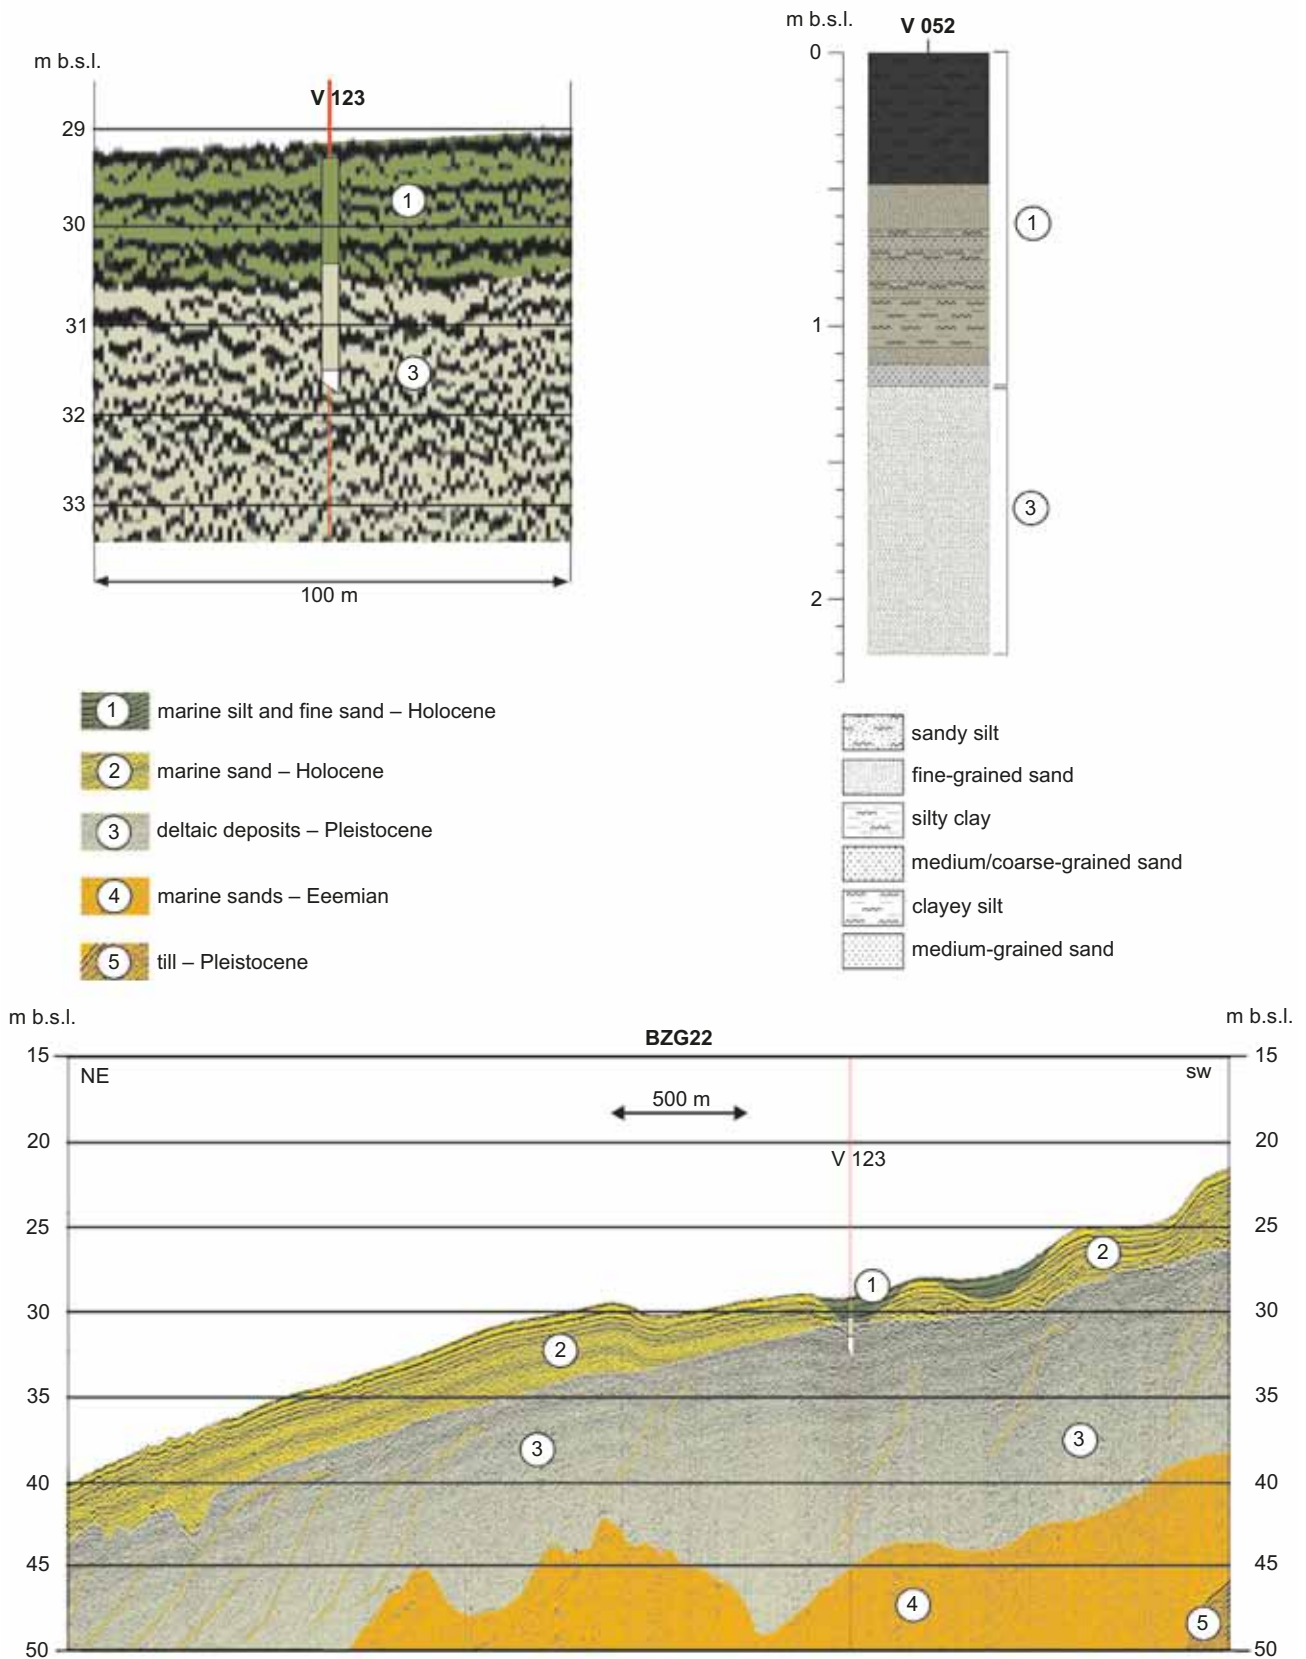 m b.s.l.
V 123
29
30
31
32
33
1
3
100 m
m b.s.l.
V 052
0
1
2
1
3
1 marine silt and fine sand – Holocene
2 marine sand – Holocene
3 deltaic deposits – Pleistocene
4 marine sands – Eeemian
5 till – Pleistocene
sandy silt
fine-grained sand
silty clay
medium/coarse-grained sand
clayey silt
medium-grained sand
m b.s.l.
BZG22
m b.s.l.
15
15
NE
SW
500 m
20
20
V 123
25
25
2
1
30
30
2
35
35
3
3
40
40
45
45
4
5
50
50